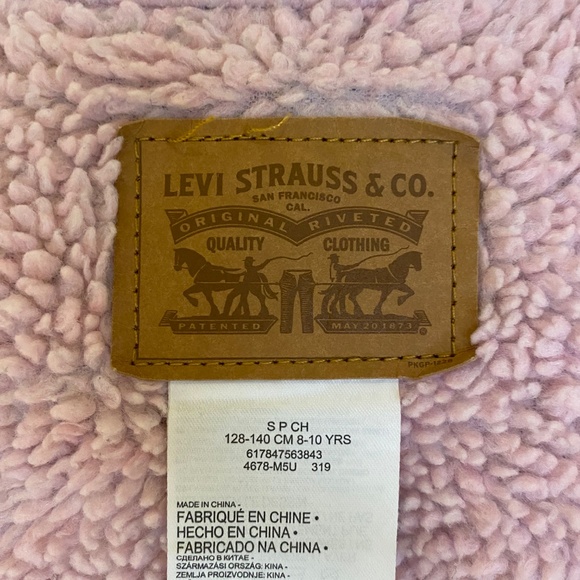 LEVI STRAUSS & CO.
SAN FRANCISCO
CAL.
ORIGINAL RIVETED
QUALITY CLOTHING
PATENTED MAY 20 1873
S P CH
128-140 CM 8-10 YRS
617847563843
4678-M5U 319
MADE IN CHINA -
FABRIQUÉ EN CHINE •
HECHO EN CHINA •
FABRICADO NA CHINA •
СДЕЛАНО В КИТАЕ -
SZÁRMAZÁSI ORSZÁG: KINA -
ZEMLJA PROIZVODNJE: KINA -